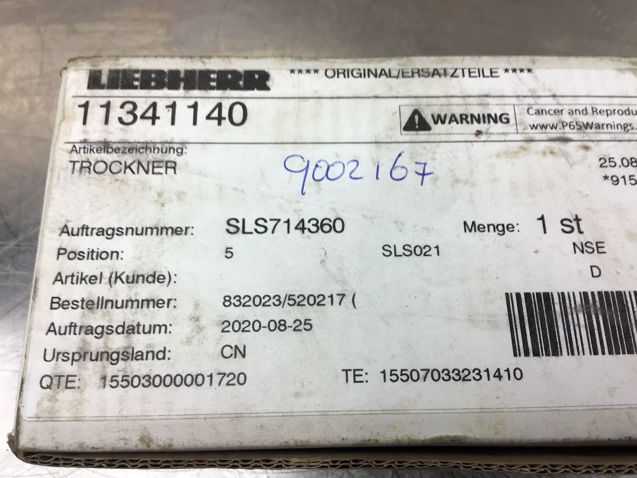 LIEBHERR **** ORIGINAL/ERSATZTEILE ****
11341140
WARNING Cancer and Reprodu
www.P65Warnings.
Artikelbezeichnung:
TROCKNER
9002167
25.08
*915
Auftragsnummer: SLS714360 Menge: 1 st
Position: 5 SLS021 NSE
Artikel (Kunde): D
Bestellnummer: 832023/520217 (
Auftragsdatum: 2020-08-25
Ursprungsland: CN
QTE: 15503000001720 TE: 15507033231410